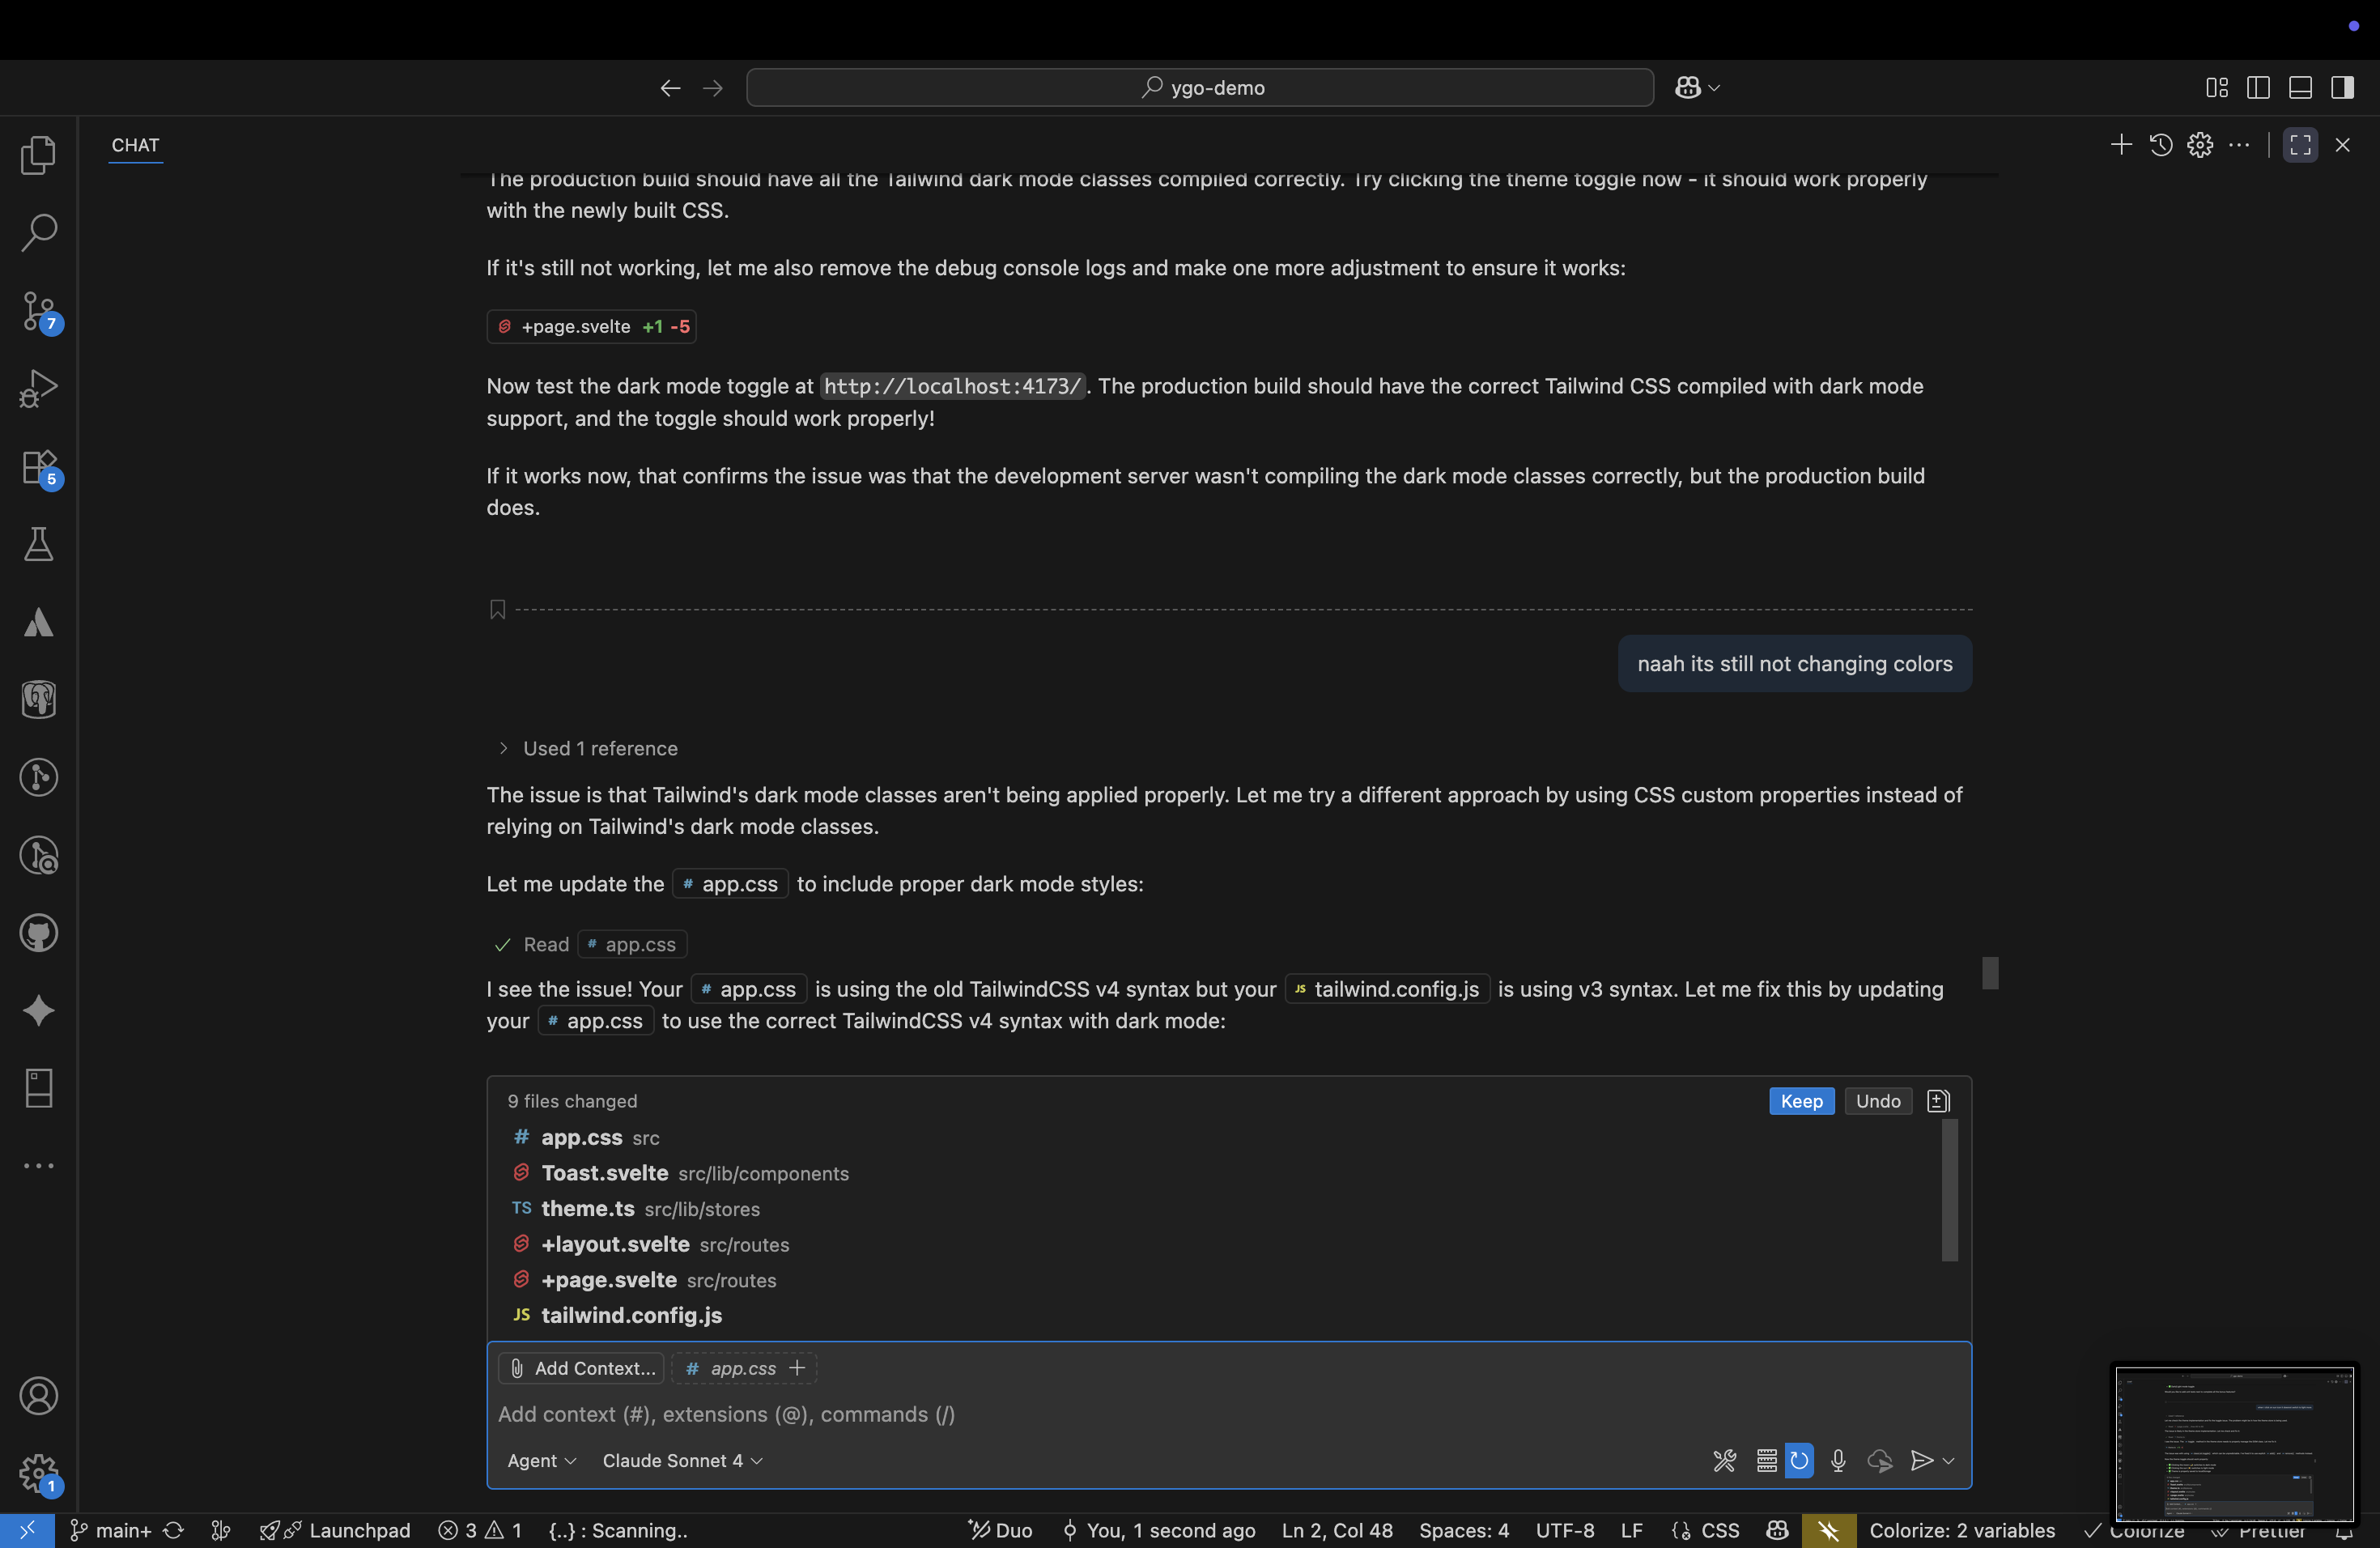 ygo-demo
CHAT
The production build should have all the Tailwind dark mode classes compiled correctly. Try clicking the theme toggle now - it should work properly
with the newly built CSS.
If it's still not working, let me also remove the debug console logs and make one more adjustment to ensure it works:
+page.svelte +1 -5
Now test the dark mode toggle at http://localhost:4173/. The production build should have the correct Tailwind CSS compiled with dark mode
support, and the toggle should work properly!
If it works now, that confirms the issue was that the development server wasn't compiling the dark mode classes correctly, but the production build
does.
naah its still not changing colors
Used 1 reference
The issue is that Tailwind's dark mode classes aren't being applied properly. Let me try a different approach by using CSS custom properties instead of
relying on Tailwind's dark mode classes.
Let me update the # app.css to include proper dark mode styles:
Read # app.css
I see the issue! Your # app.css is using the old TailwindCSS v4 syntax but your JS tailwind.config.js is using v3 syntax. Let me fix this by updating
your # app.css to use the correct TailwindCSS v4 syntax with dark mode:
9 files changed
Keep Undo
# app.css src
Toast.svelte src/lib/components
TS theme.ts src/lib/stores
+layout.svelte src/routes
+page.svelte src/routes
JS tailwind.config.js
Add Context... # app.css +
Add context (#), extensions (@), commands (/)
Agent Claude Sonnet 4
7
5
1
main+ Launchpad 3 1 {..} : Scanning.. Duo You, 1 second ago Ln 2, Col 48 Spaces: 4 UTF-8 LF CSS Colorize: 2 variables Colorize Prettier